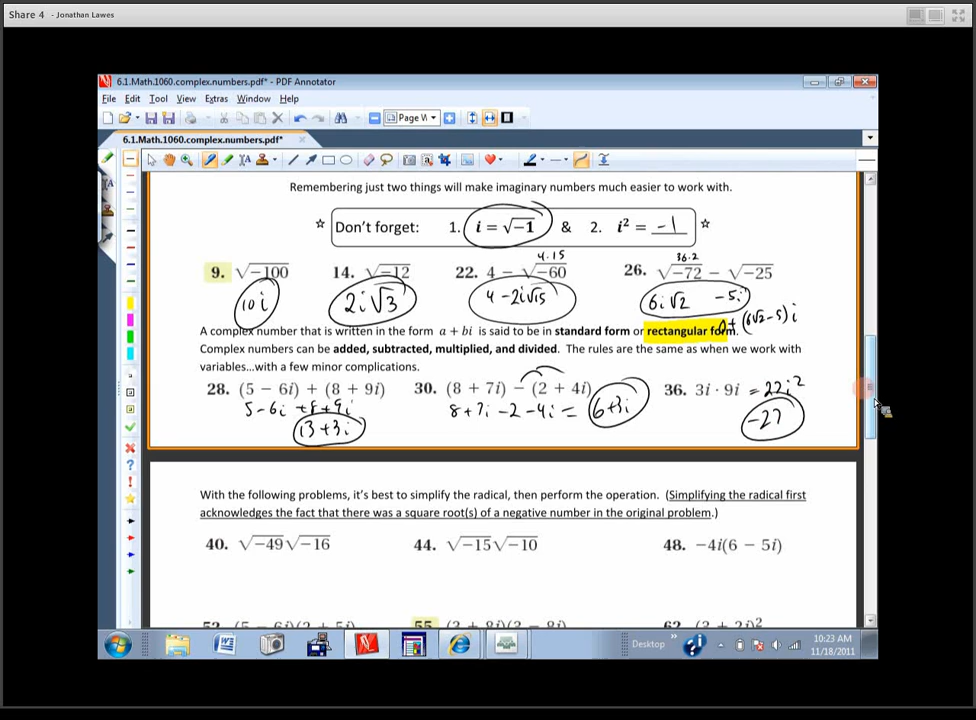 Share 4 - Jonathan Lawes
6.1.Math.1060.complex.numbers.pdf* - PDF Annotator
File Edit Tool View Extras Window Help
Page W
6.1.Math.1060.complex.numbers.pdf*
Remembering just two things will make imaginary numbers much easier to work with.
☆ Don't forget: 1. i = √−1 & 2. i² = −1 ☆
4·15 36·2
9. √−100 14. √−12 22. 4 − √−60 26. √−72 − √−25
10i 2i√3 4 − 2i√15 6i√2 − 5i
0 + (6√2 − 5)i
A complex number that is written in the form a + bi is said to be in standard form or rectangular form.
Complex numbers can be added, subtracted, multiplied, and divided. The rules are the same as when we work with
variables…with a few minor complications.
28. (5 − 6i) + (8 + 9i) 30. (8 + 7i) − (2 + 4i) 36. 3i · 9i = 27i²
5 − 6i + 8 + 9i 8 + 7i − 2 − 4i = 6 + 3i −27
13 + 3i
With the following problems, it's best to simplify the radical, then perform the operation. (Simplifying the radical first
acknowledges the fact that there was a square root(s) of a negative number in the original problem.)
40. √−49√−16 44. √−15√−10 48. −4i(6 − 5i)
Desktop
10:23 AM
11/18/2011